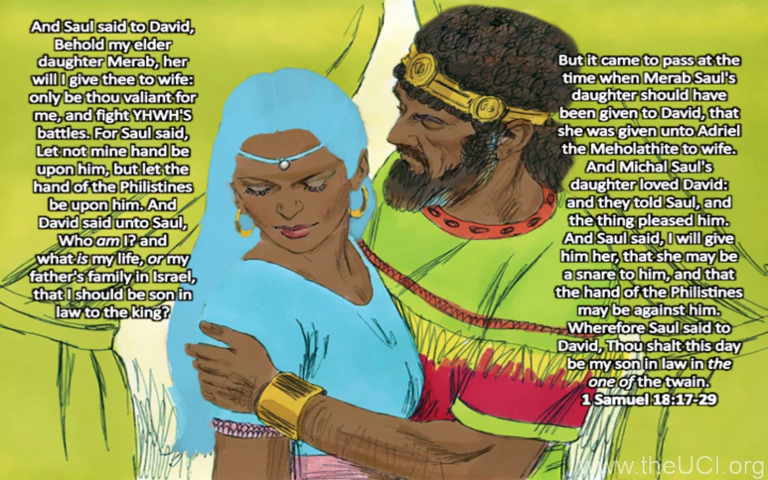 And Saul said to David,
Behold my elder
daughter Merab, her
will I give thee to wife:
only be thou valiant for
me, and fight YHWH'S
battles. For Saul said,
Let not mine hand be
upon him, but let the
hand of the Philistines
be upon him. And
David said unto Saul,
Who am I? and
what is my life, or my
father's family in Israel,
that I should be son in
law to the king?
But it came to pass at the
time when Merab Saul's
daughter should have
been given to David, that
she was given unto Adriel
the Meholathite to wife.
And Michal Saul's
daughter loved David:
and they told Saul, and
the thing pleased him.
And Saul said, I will give
him her, that she may be
a snare to him, and that
the hand of the Philistines
may be against him.
Wherefore Saul said to
David, Thou shalt this day
be my son in law in the
one of the twain.
1 Samuel 18:17-29
www.theUCI.org